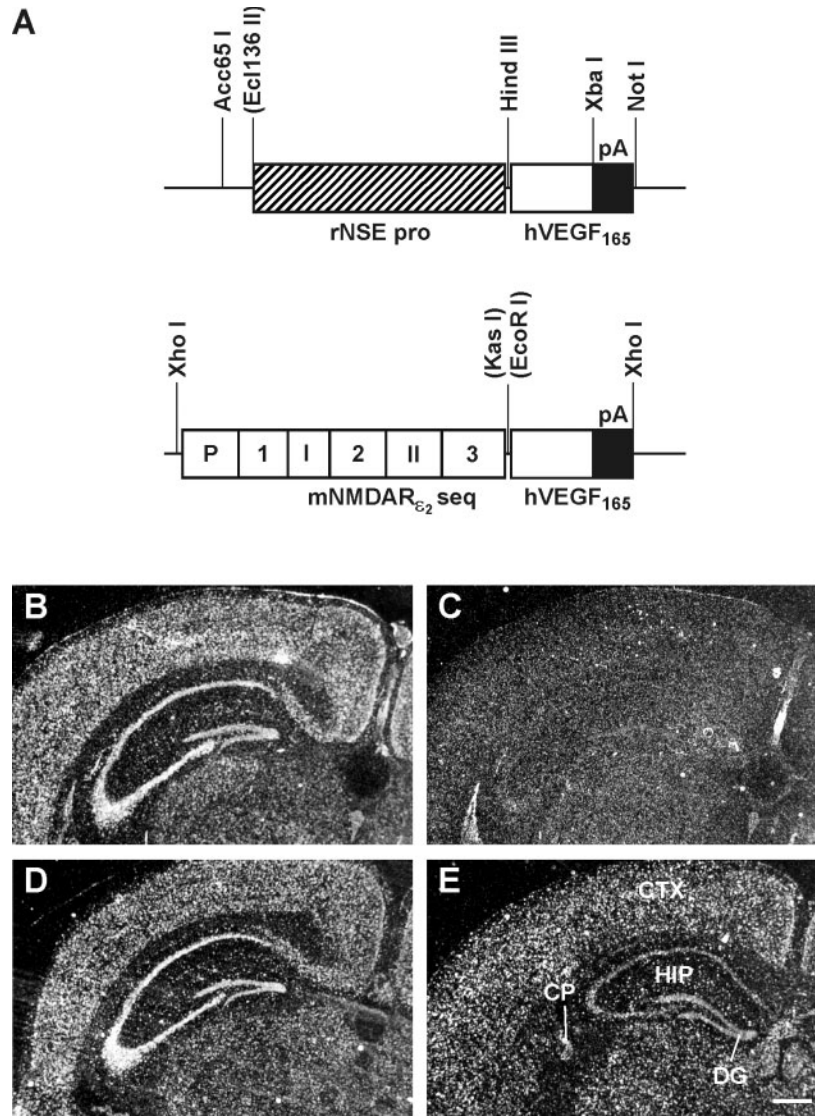 A
Acc65 I
(Ecl136 II)
Hind III
Xba I
Not I
pA
rNSE pro
hVEGF165
Xho I
(Kas I)
(EcoR I)
Xho I
pA
P 1 I 2 II 3
mNMDARε2 seq
hVEGF165
B
C
D
E
CTX
HIP
CP
DG